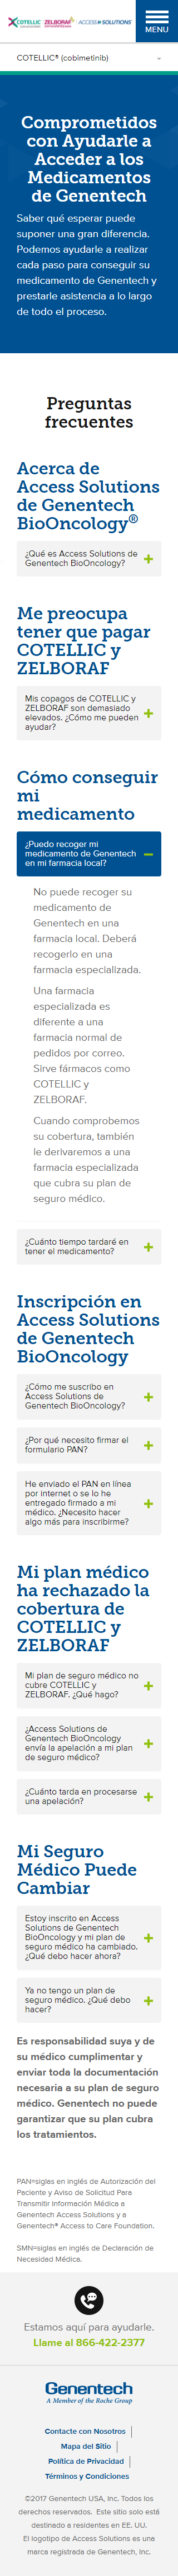 COTELLIC ZELBORAF ACCESS SOLUTIONS®
MENU
COTELLIC® (cobimetinib)
Comprometidos
con Ayudarle a
Acceder a los
Medicamentos
de Genentech
Saber qué esperar puede
suponer una gran diferencia.
Podemos ayudarle a realizar
cada paso para conseguir su
medicamento de Genentech y
prestarle asistencia a lo largo
de todo el proceso.
Preguntas
frecuentes
Acerca de
Access Solutions
de Genentech
BioOncology®
¿Qué es Access Solutions de
Genentech BioOncology?
Me preocupa
tener que pagar
COTELLIC y
ZELBORAF
Mis copagos de COTELLIC y
ZELBORAF son demasiado
elevados. ¿Cómo me pueden
ayudar?
Cómo conseguir
mi
medicamento
¿Puedo recoger mi
medicamento de Genentech
en mi farmacia local?
No puede recoger su
medicamento de
Genentech en una
farmacia local. Deberá
recogerlo en una
farmacia especializada.
Una farmacia
especializada es
diferente a una
farmacia normal de
pedidos por correo.
Sirve fármacos como
COTELLIC y
ZELBORAF.
Cuando comprobemos
su cobertura, también
le derivaremos a una
farmacia especializada
que cubra su plan de
seguro médico.
¿Cuánto tiempo tardaré en
tener el medicamento?
Inscripción en
Access Solutions
de Genentech
BioOncology
¿Cómo me suscribo en
Access Solutions de
Genentech BioOncology?
¿Por qué necesito firmar el
formulario PAN?
He enviado el PAN en línea
por internet o se lo he
entregado firmado a mi
médico. ¿Necesito hacer
algo más para inscribirme?
Mi plan médico
ha rechazado la
cobertura de
COTELLIC y
ZELBORAF
Mi plan de seguro médico no
cubre COTELLIC y
ZELBORAF. ¿Qué hago?
¿Access Solutions de
Genentech BioOncology
envía la apelación a mi plan
de seguro médico?
¿Cuánto tarda en procesarse
una apelación?
Mi Seguro
Médico Puede
Cambiar
Estoy inscrito en Access
Solutions de Genentech
BioOncology y mi plan de
seguro médico ha cambiado.
¿Qué debo hacer ahora?
Ya no tengo un plan de
seguro médico. ¿Qué debo
hacer?
Es responsabilidad suya y de
su médico cumplimentar y
enviar toda la documentación
necesaria a su plan de seguro
médico. Genentech no puede
garantizar que su plan cubra
los tratamientos.
PAN=siglas en inglés de Autorización del
Paciente y Aviso de Solicitud Para
Transmitir Información Médica a
Genentech Access Solutions y a
Genentech® Access to Care Foundation.
SMN=siglas en inglés de Declaración de
Necesidad Médica.
Estamos aquí para ayudarle.
Llame al 866-422-2377
Genentech
A Member of the Roche Group
Contacte con Nosotros
Mapa del Sitio
Política de Privacidad
Términos y Condiciones
©2017 Genentech USA, Inc. Todos los
derechos reservados. Este sitio solo está
destinado a residentes en EE. UU.
El logotipo de Access Solutions es una
marca registrada de Genentech, Inc.